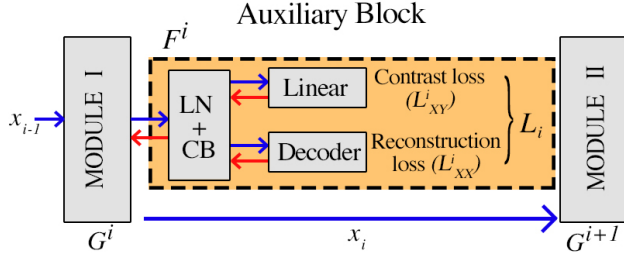 Auxiliary Block
F^i
MODULE I
x_{i-1}
LN
+
CB
Linear
Decoder
Contrast loss
(L^i_{XY})
Reconstruction
loss (L^i_{XX})
L_i
MODULE II
G^i
x_i
G^{i+1}